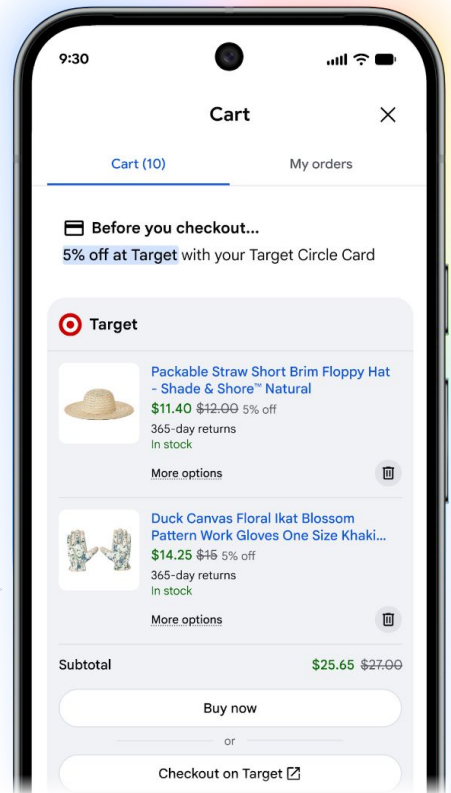 9:30
Cart
Cart (10)
My orders
Before you checkout...
5% off at Target with your Target Circle Card
Target
Packable Straw Short Brim Floppy Hat
- Shade & Shore™ Natural
$11.40 $12.00 5% off
365-day returns
In stock
More options
Duck Canvas Floral Ikat Blossom
Pattern Work Gloves One Size Khaki...
$14.25 $15 5% off
365-day returns
In stock
More options
Subtotal $25.65 $27.00
Buy now
or
Checkout on Target